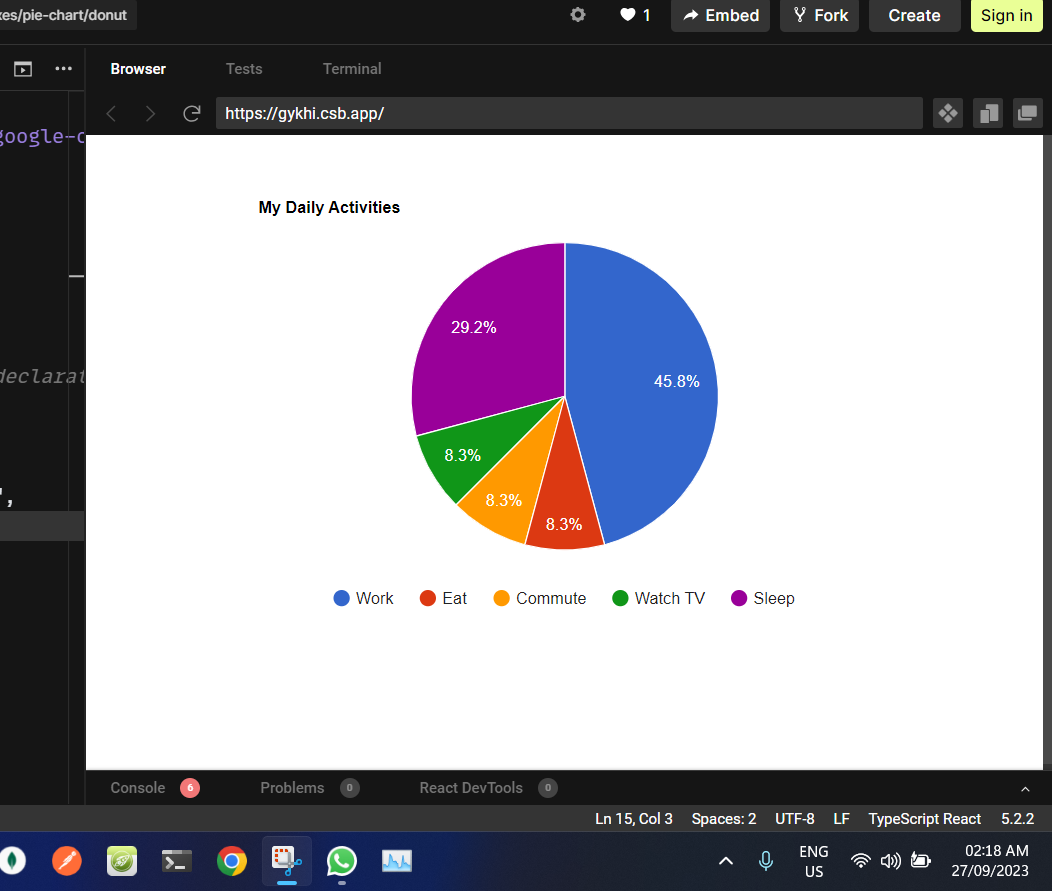 xes/pie-chart/donut
1
Embed
Fork
Create
Sign in
Browser
Tests
Terminal
https://gykhi.csb.app/
google-c
declarat
",
My Daily Activities
29.2%
45.8%
8.3%
8.3%
8.3%
Work
Eat
Commute
Watch TV
Sleep
Console 6
Problems 0
React DevTools 0
Ln 15, Col 3
Spaces: 2
UTF-8
LF
TypeScript React
5.2.2
ENG
US
02:18 AM
27/09/2023